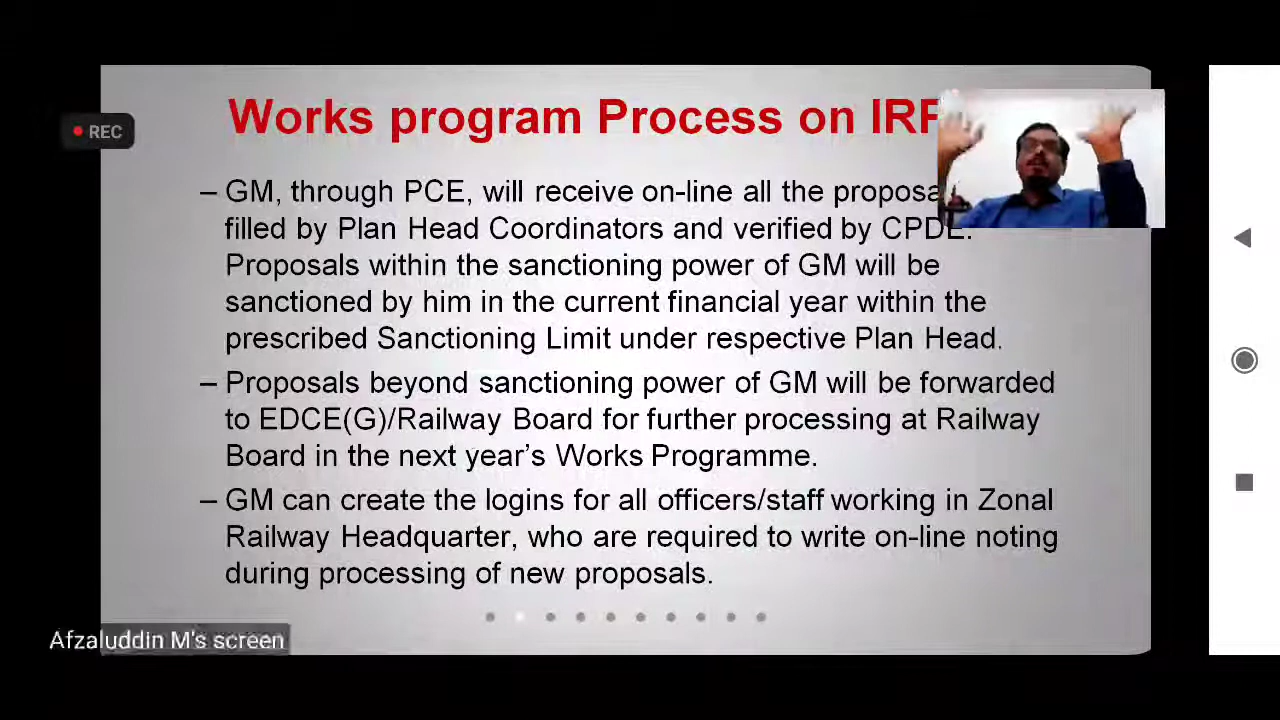 Works program Process on
REC
– GM, through PCE, will receive on-line all the
filled by Plan Head Coordinators and verified by CPDE.
Proposals within the sanctioning power of GM will be
sanctioned by him in the current financial year within the
prescribed Sanctioning Limit under respective Plan Head.
– Proposals beyond sanctioning power of GM will be forwarded
to EDCE(G)/Railway Board for further processing at Railway
Board in the next year’s Works Programme.
– GM can create the logins for all officers/staff working in Zonal
Railway Headquarter, who are required to write on-line noting
during processing of new proposals.
Afzaluddin M's screen